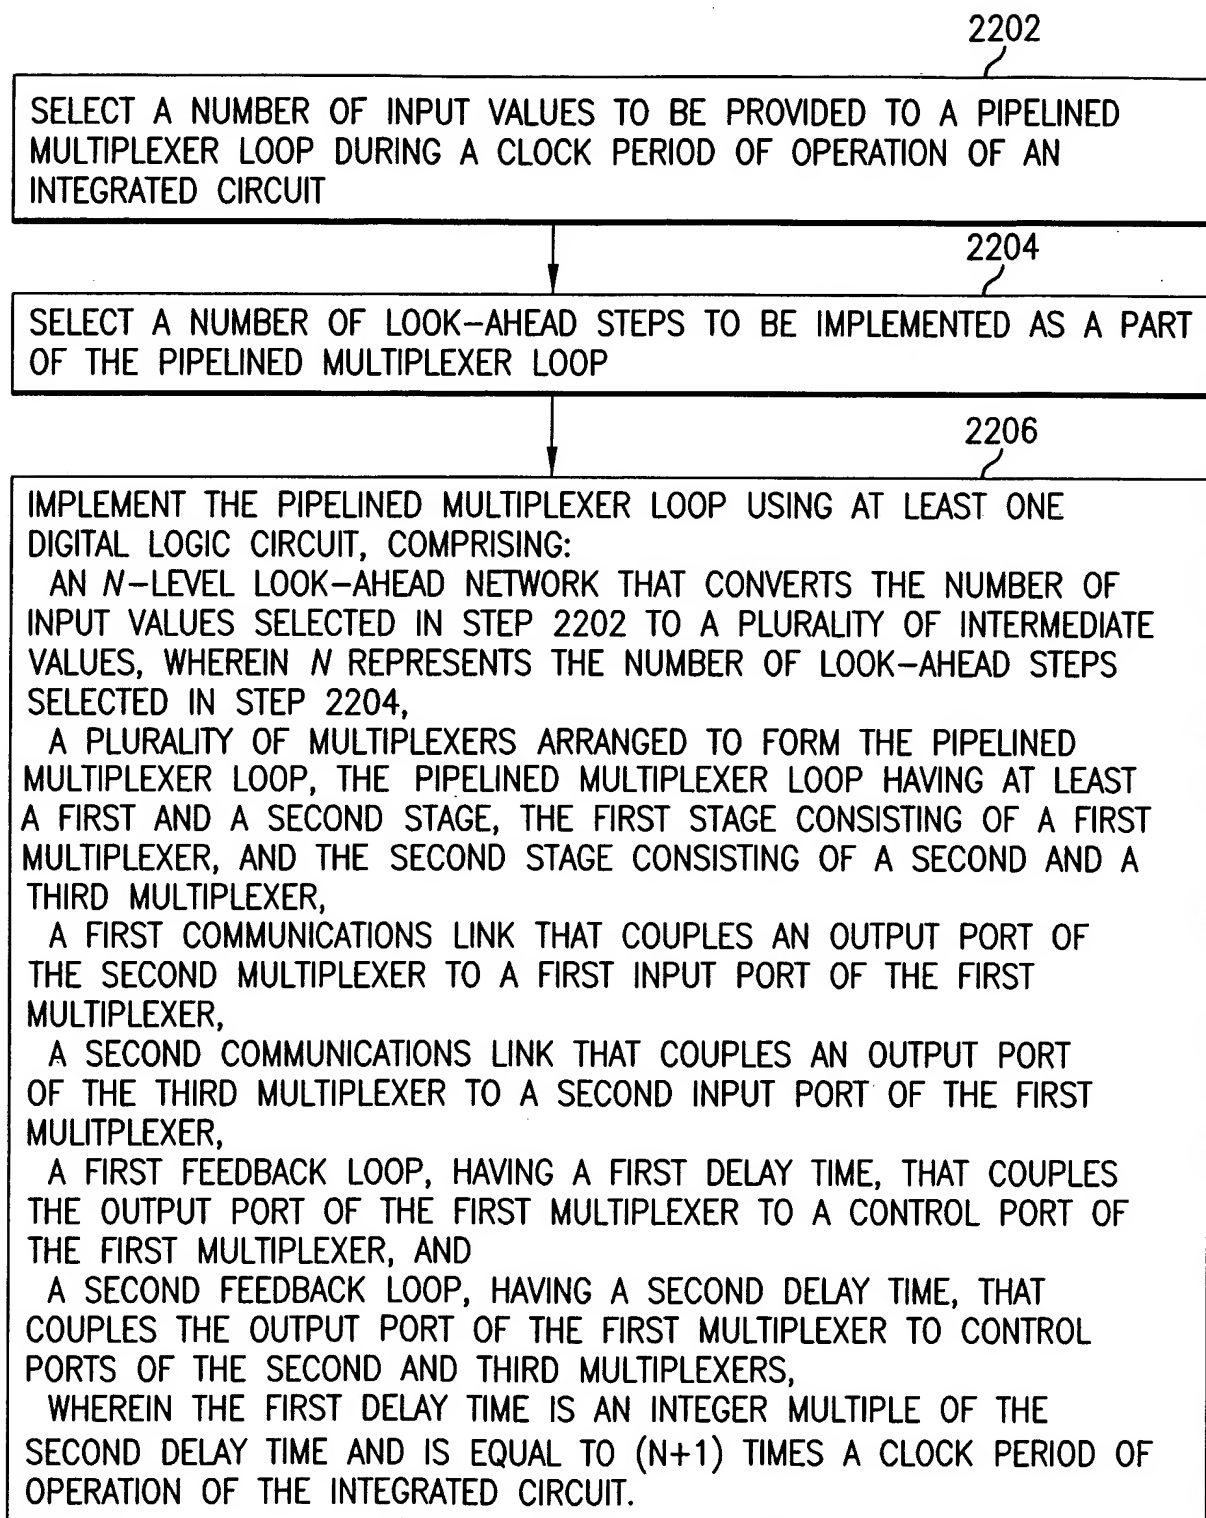 2202
SELECT A NUMBER OF INPUT VALUES TO BE PROVIDED TO A PIPELINED
MULTIPLEXER LOOP DURING A CLOCK PERIOD OF OPERATION OF AN
INTEGRATED CIRCUIT
2204
SELECT A NUMBER OF LOOK-AHEAD STEPS TO BE IMPLEMENTED AS A PART
OF THE PIPELINED MULTIPLEXER LOOP
2206
IMPLEMENT THE PIPELINED MULTIPLEXER LOOP USING AT LEAST ONE
DIGITAL LOGIC CIRCUIT, COMPRISING:
AN N-LEVEL LOOK-AHEAD NETWORK THAT CONVERTS THE NUMBER OF
INPUT VALUES SELECTED IN STEP 2202 TO A PLURALITY OF INTERMEDIATE
VALUES, WHEREIN N REPRESENTS THE NUMBER OF LOOK-AHEAD STEPS
SELECTED IN STEP 2204,
A PLURALITY OF MULTIPLEXERS ARRANGED TO FORM THE PIPELINED
MULTIPLEXER LOOP, THE PIPELINED MULTIPLEXER LOOP HAVING AT LEAST
A FIRST AND A SECOND STAGE, THE FIRST STAGE CONSISTING OF A FIRST
MULTIPLEXER, AND THE SECOND STAGE CONSISTING OF A SECOND AND A
THIRD MULTIPLEXER,
A FIRST COMMUNICATIONS LINK THAT COUPLES AN OUTPUT PORT OF
THE SECOND MULTIPLEXER TO A FIRST INPUT PORT OF THE FIRST
MULTIPLEXER,
A SECOND COMMUNICATIONS LINK THAT COUPLES AN OUTPUT PORT
OF THE THIRD MULTIPLEXER TO A SECOND INPUT PORT OF THE FIRST
MULITPLEXER,
A FIRST FEEDBACK LOOP, HAVING A FIRST DELAY TIME, THAT COUPLES
THE OUTPUT PORT OF THE FIRST MULTIPLEXER TO A CONTROL PORT OF
THE FIRST MULTIPLEXER, AND
A SECOND FEEDBACK LOOP, HAVING A SECOND DELAY TIME, THAT
COUPLES THE OUTPUT PORT OF THE FIRST MULTIPLEXER TO CONTROL
PORTS OF THE SECOND AND THIRD MULTIPLEXERS,
WHEREIN THE FIRST DELAY TIME IS AN INTEGER MULTIPLE OF THE
SECOND DELAY TIME AND IS EQUAL TO (N+1) TIMES A CLOCK PERIOD OF
OPERATION OF THE INTEGRATED CIRCUIT.